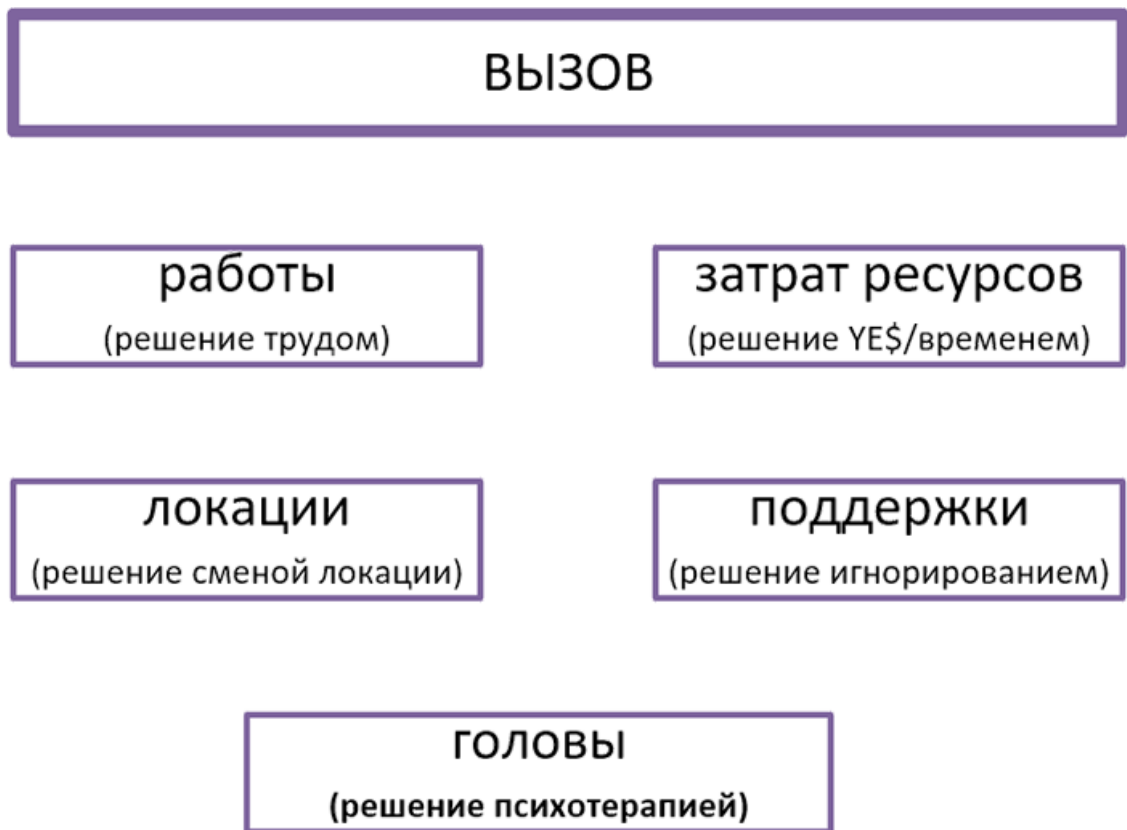 ВЫЗОВ
работы
(решение трудом)
затрат ресурсов
(решение YE$/временем)
локации
(решение сменой локации)
поддержки
(решение игнорированием)
головы
(решение психотерапией)